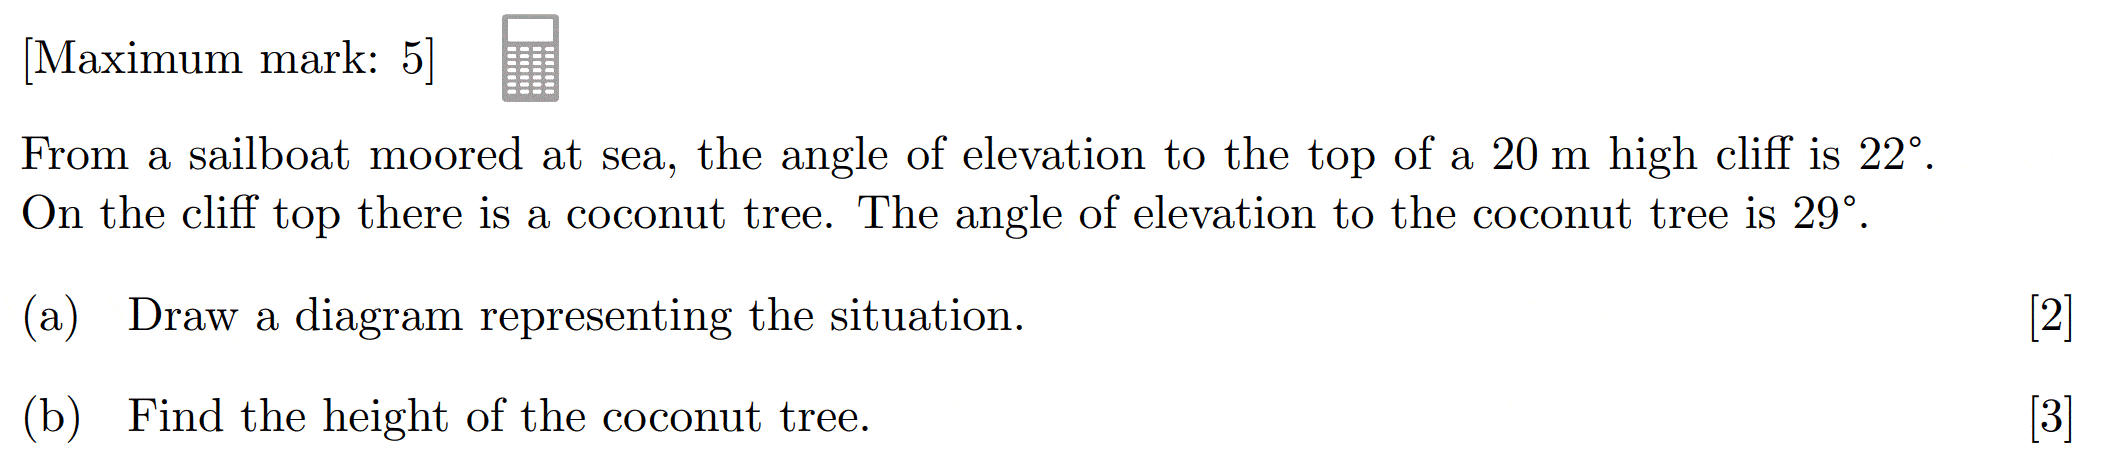 [Maximum mark: 5]
From a sailboat moored at sea, the angle of elevation to the top of a 20 m high cliff is 22°.
On the cliff top there is a coconut tree. The angle of elevation to the coconut tree is 29°.
(a) Draw a diagram representing the situation. [2]
(b) Find the height of the coconut tree. [3]